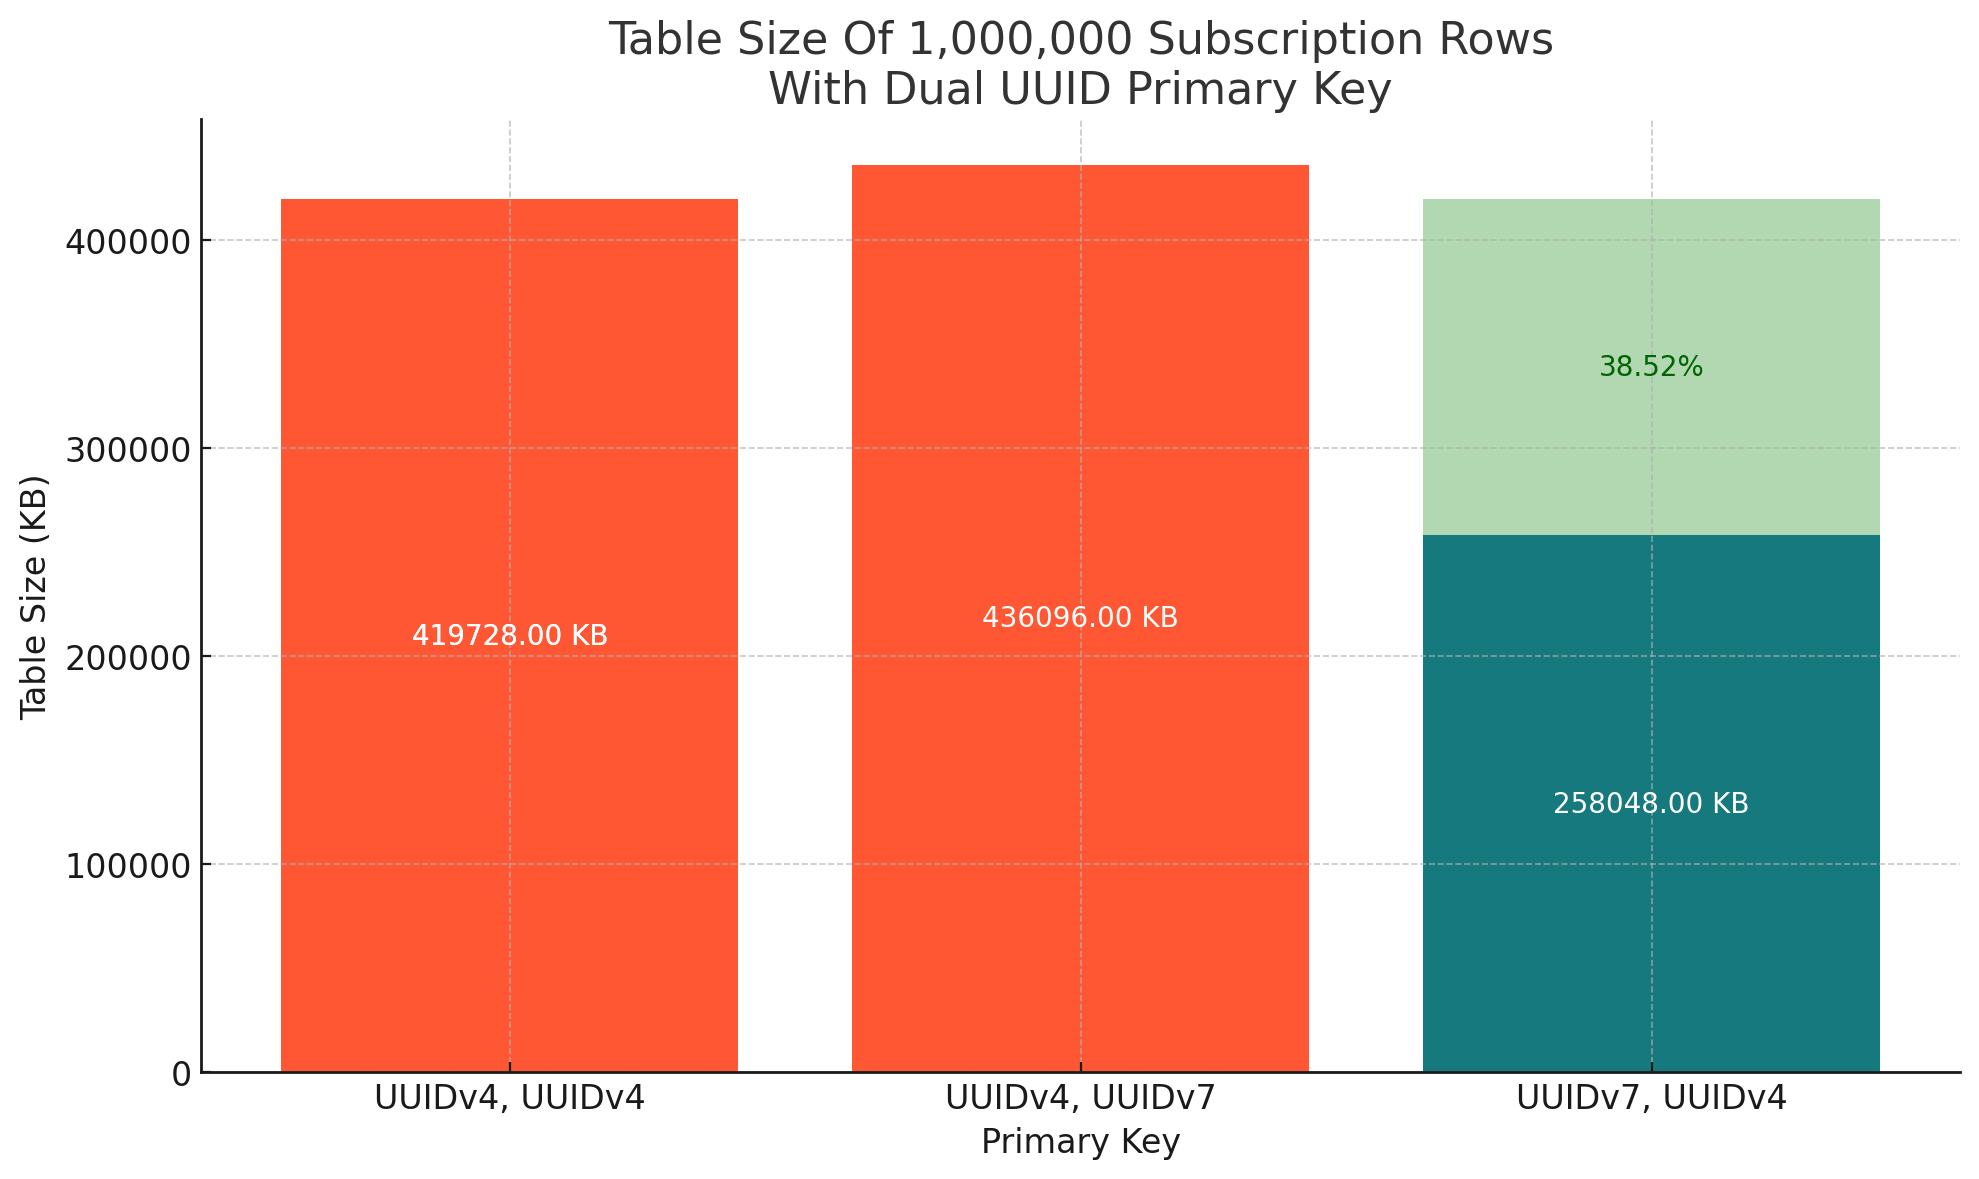 Table Size Of 1,000,000 Subscription Rows
With Dual UUID Primary Key
Table Size (KB)
400000
300000
200000
100000
0
419728.00 KB
436096.00 KB
38.52%
258048.00 KB
UUIDv4, UUIDv4
UUIDv4, UUIDv7
UUIDv7, UUIDv4
Primary Key